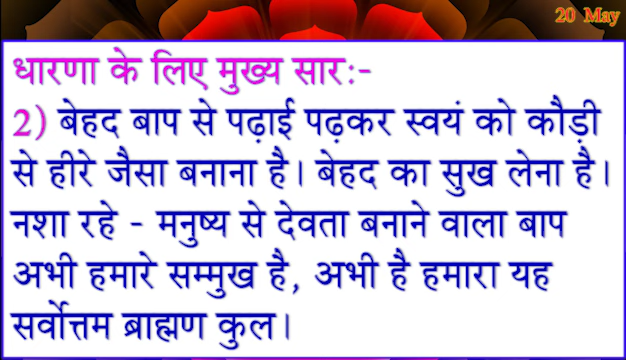 20 May
धारणा के लिए मुख्य सार:-
2) बेहद बाप से पढ़ाई पढ़कर स्वयं को कौड़ी
से हीरे जैसा बनाना है। बेहद का सुख लेना है।
नशा रहे - मनुष्य से देवता बनाने वाला बाप
अभी हमारे सम्मुख है, अभी है हमारा यह
सर्वोत्तम ब्राह्मण कुल।